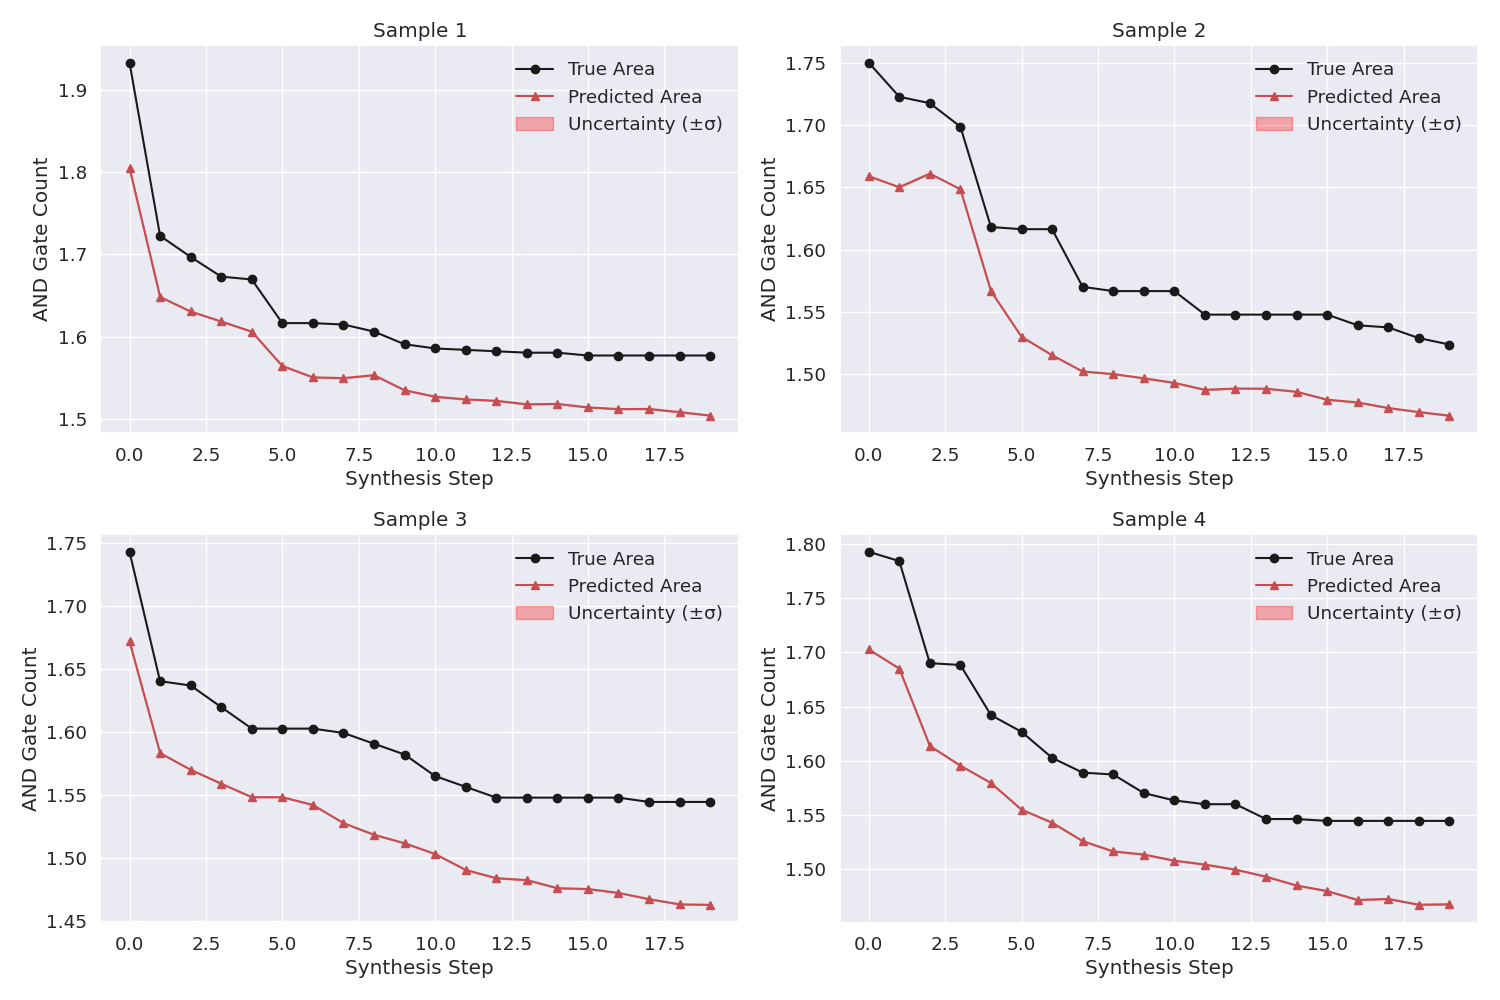 Sample 1
True Area
Predicted Area
Uncertainty (±σ)
AND Gate Count
1.9
1.8
1.7
1.6
1.5
0.0 2.5 5.0 7.5 10.0 12.5 15.0 17.5
Synthesis Step
Sample 2
True Area
Predicted Area
Uncertainty (±σ)
AND Gate Count
1.75
1.70
1.65
1.60
1.55
1.50
0.0 2.5 5.0 7.5 10.0 12.5 15.0 17.5
Synthesis Step
Sample 3
True Area
Predicted Area
Uncertainty (±σ)
AND Gate Count
1.75
1.70
1.65
1.60
1.55
1.50
1.45
0.0 2.5 5.0 7.5 10.0 12.5 15.0 17.5
Synthesis Step
Sample 4
True Area
Predicted Area
Uncertainty (±σ)
AND Gate Count
1.80
1.75
1.70
1.65
1.60
1.55
1.50
0.0 2.5 5.0 7.5 10.0 12.5 15.0 17.5
Synthesis Step